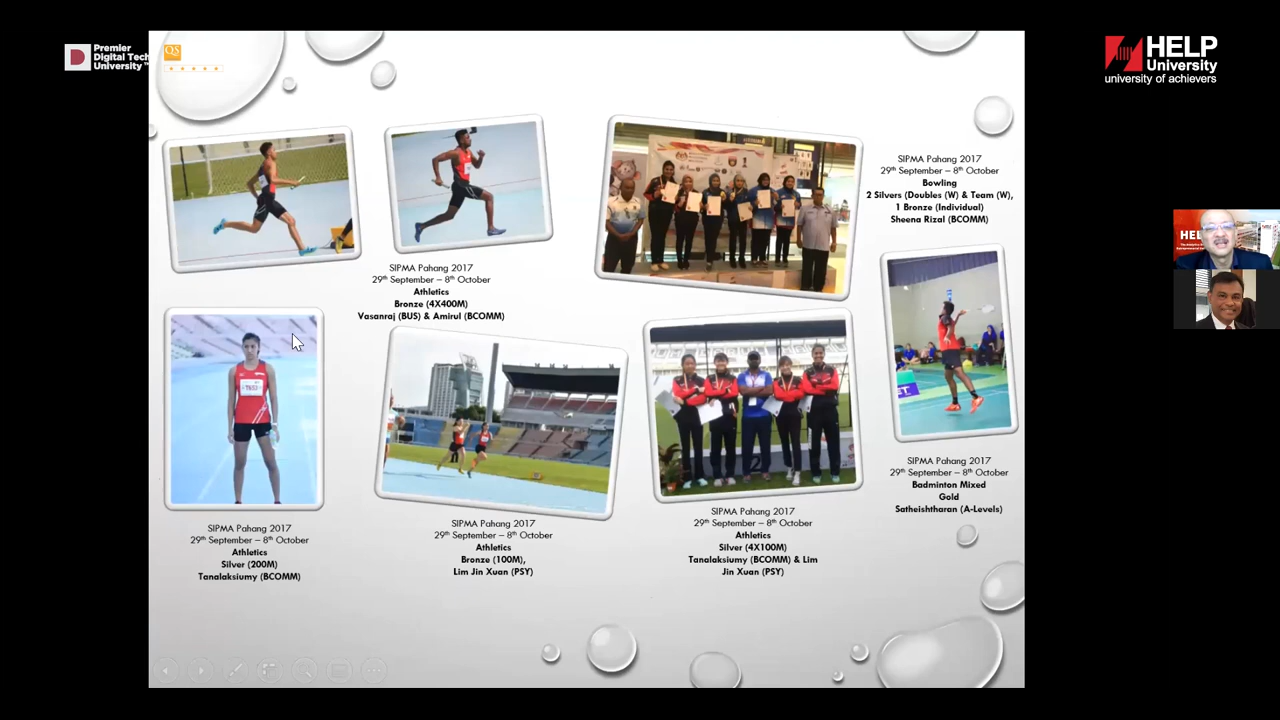 Premier
Digital Tech
University™
QS
HELP
University
university of achievers
SIPMA Pahang 2017
29th September – 8th October
Bowling
2 Silvers (Doubles (W) & Team (W),
1 Bronze (Individual)
Sheena Rizal (BCOMM)
SIPMA Pahang 2017
29th September – 8th October
Athletics
Bronze (4X400M)
Vasanraj (BUS) & Amirul (BCOMM)
SIPMA Pahang 2017
29th September – 8th October
Badminton Mixed
Gold
Satheishtharan (A-Levels)
SIPMA Pahang 2017
29th September – 8th October
Athletics
Silver (200M)
Tanalaksiumy (BCOMM)
SIPMA Pahang 2017
29th September – 8th October
Athletics
Bronze (100M),
Lim Jin Xuan (PSY)
SIPMA Pahang 2017
29th September – 8th October
Athletics
Silver (4X100M)
Tanalaksiumy (BCOMM) & Lim
Jin Xuan (PSY)